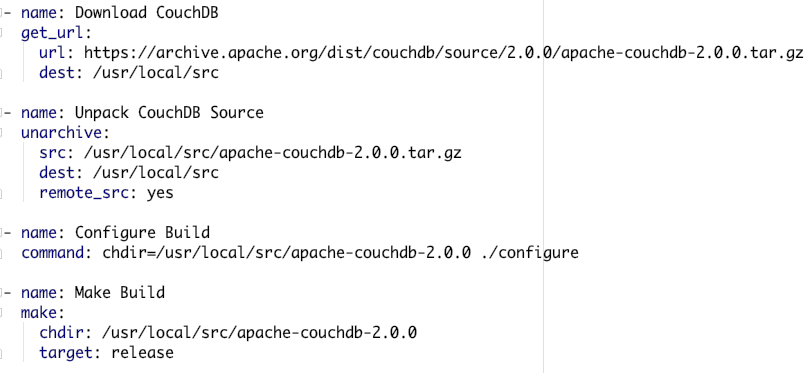 - name: Download CouchDB
  get_url:
    url: https://archive.apache.org/dist/couchdb/source/2.0.0/apache-couchdb-2.0.0.tar.gz
    dest: /usr/local/src

- name: Unpack CouchDB Source
  unarchive:
    src: /usr/local/src/apache-couchdb-2.0.0.tar.gz
    dest: /usr/local/src
    remote_src: yes

- name: Configure Build
  command: chdir=/usr/local/src/apache-couchdb-2.0.0 ./configure

- name: Make Build
  make:
    chdir: /usr/local/src/apache-couchdb-2.0.0
    target: release